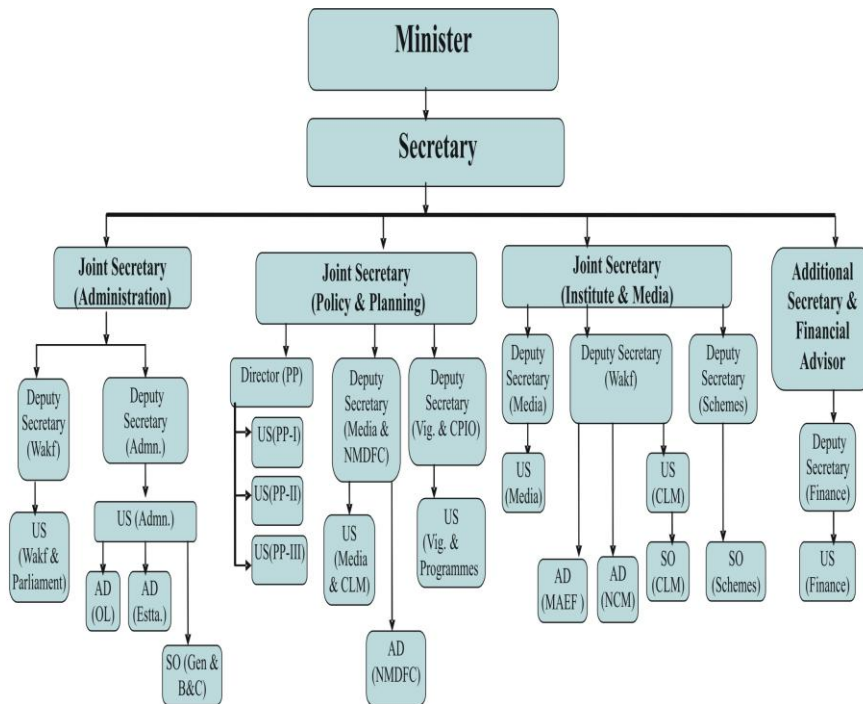 Minister
Secretary
Joint Secretary
(Administration)
Joint Secretary
(Policy & Planning)
Joint Secretary
(Institute & Media)
Additional
Secretary &
Financial
Advisor
Deputy
Secretary
(Wakf)
Deputy
Secretary
(Admn.)
Director (PP)
Deputy
Secretary
(Media &
NMDFC)
Deputy
Secretary
(Vig. & CPIO)
Deputy
Secretary
(Media)
Deputy Secretary
(Wakf)
Deputy
Secretary
(Schemes)
Deputy
Secretary
(Finance)
US
(Wakf &
Parliament)
US (Admn.)
US(PP-I)
US(PP-II)
US(PP-III)
US
(Media
& CLM)
US
Vig. &
Programmes
US
(Media)
US
(CLM)
US
(Finance)
AD
(OL)
AD
(Estta.)
SO (Gen &
B&C)
AD
(NMDFC)
AD
(MAEF )
AD
(NCM)
SO
(CLM)
SO
(Schemes)